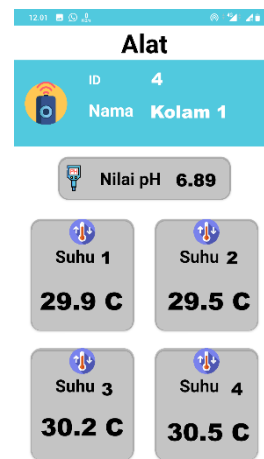 12.01
Alat
ID 4
Nama Kolam 1
Nilai pH 6.89
Suhu 1
29.9 C
Suhu 2
29.5 C
Suhu 3
30.2 C
Suhu 4
30.5 C